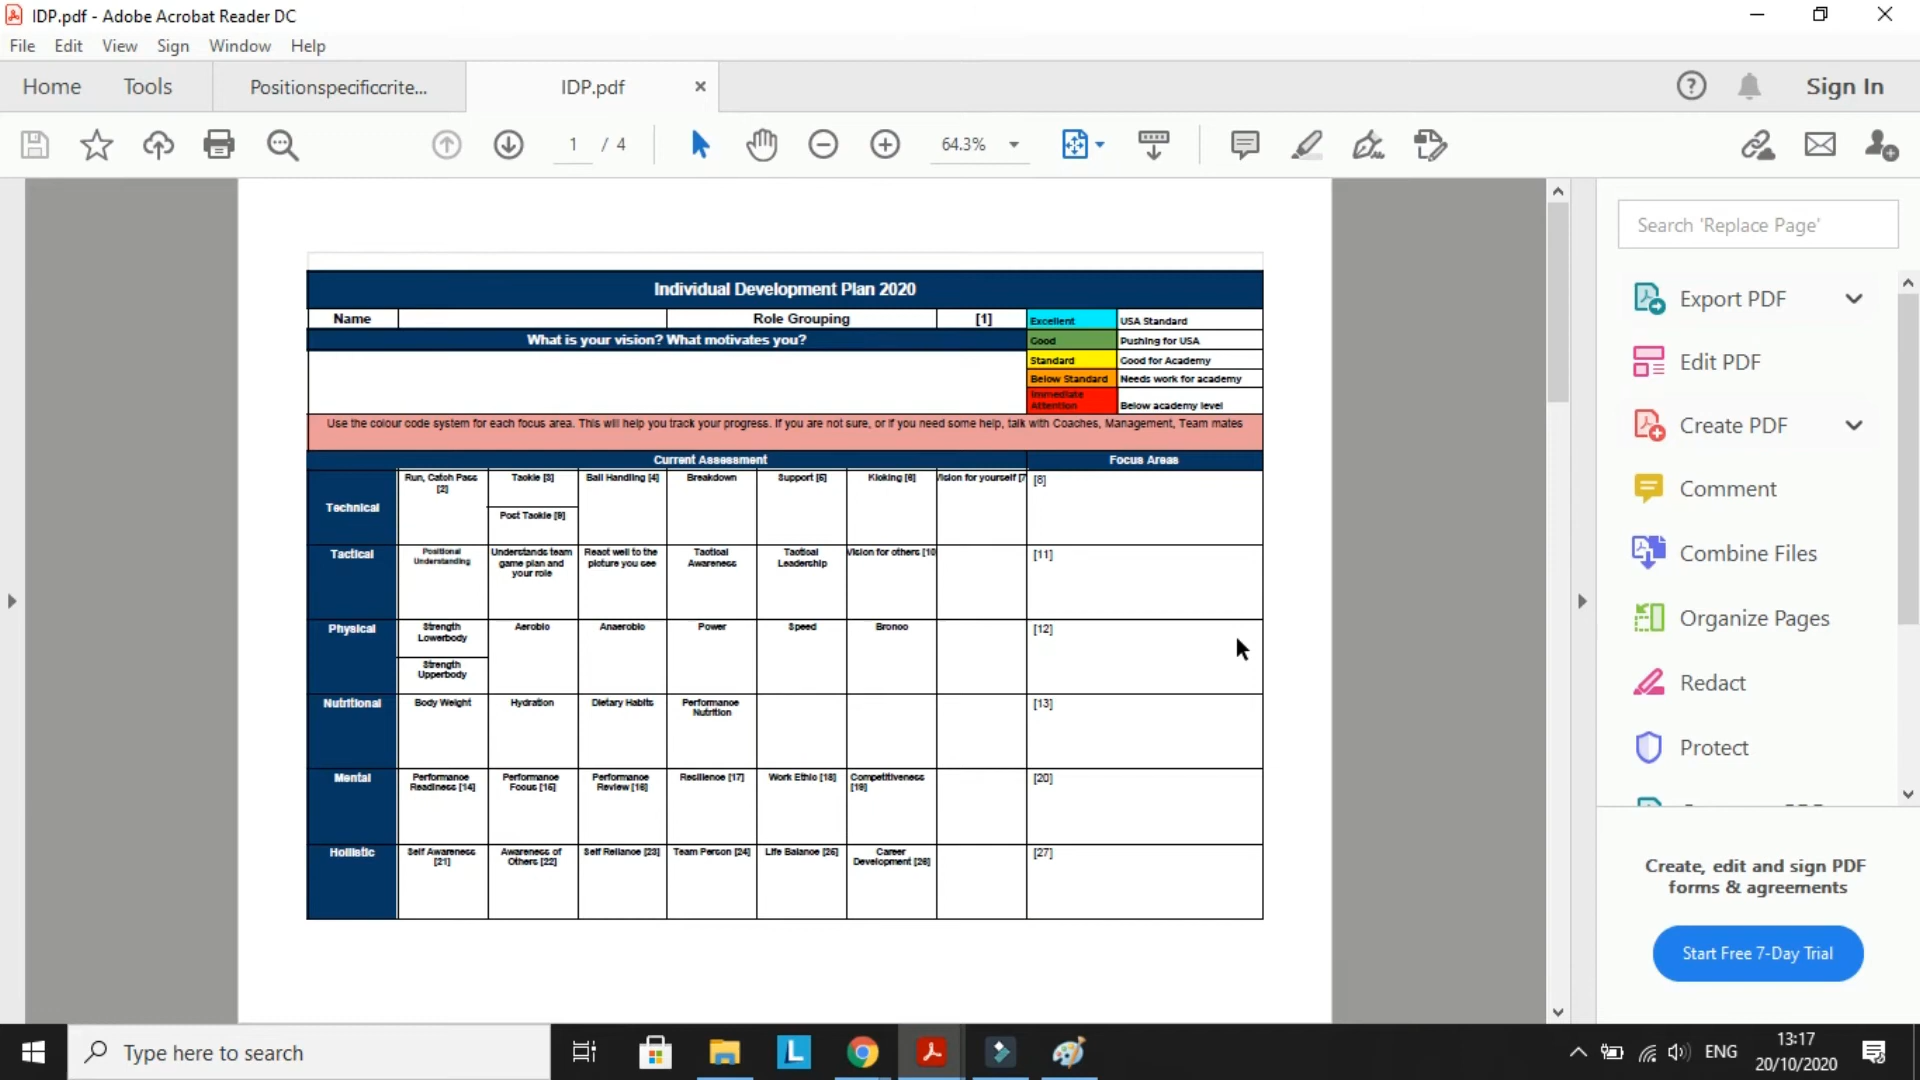 IDP.pdf - Adobe Acrobat Reader DC
File Edit View Sign Window Help
Home Tools Positionspecificcrite... IDP.pdf × Sign In
1 / 4 64.3%
Individual Development Plan 2020
Name Role Grouping [1] Excellent USA Standard
What is your vision? What motivates you? Good Pushing for USA
Standard Good for Academy
Below Standard Needs work for academy
Immediate
Attention Below academy level
Use the colour code system for each focus area. This will help you track your progress. If you are not sure, or if you need some help, talk with Coaches, Management, Team mates
Current Assessment Focus Areas
Technical
Run, Catch Pass
[2]
Tackle [3]
Post Tackle [9]
Ball Handling [4]
Breakdown
Support [5]
Kicking [6]
Vision for yourself [7
[8]
Tactical
Positional
Understanding
Understands team
game plan and
your role
React well to the
picture you see
Tactical
Awareness
Tactical
Leadership
Vision for others [10
[11]
Physical
Strength
Lowerbody
Strength
Upperbody
Aerobic
Anaerobic
Power
Speed
Bronco
[12]
Nutritional
Body Weight
Hydration
Dietary Habits
Performance
Nutrition
[13]
Mental
Performance
Readiness [14]
Performance
Focus [15]
Performance
Review [16]
Resilience [17]
Work Ethic [18]
Competitiveness
[19]
[20]
Hollistic
Self Awareness
[21]
Awareness of
Others [22]
Self Reliance [23]
Team Person [24]
Life Balance [25]
Career
Development [26]
[27]
Search 'Replace Page'
Export PDF
Edit PDF
Create PDF
Comment
Combine Files
Organize Pages
Redact
Protect
Create, edit and sign PDF
forms & agreements
Start Free 7-Day Trial
Type here to search
L
ENG
13:17
20/10/2020